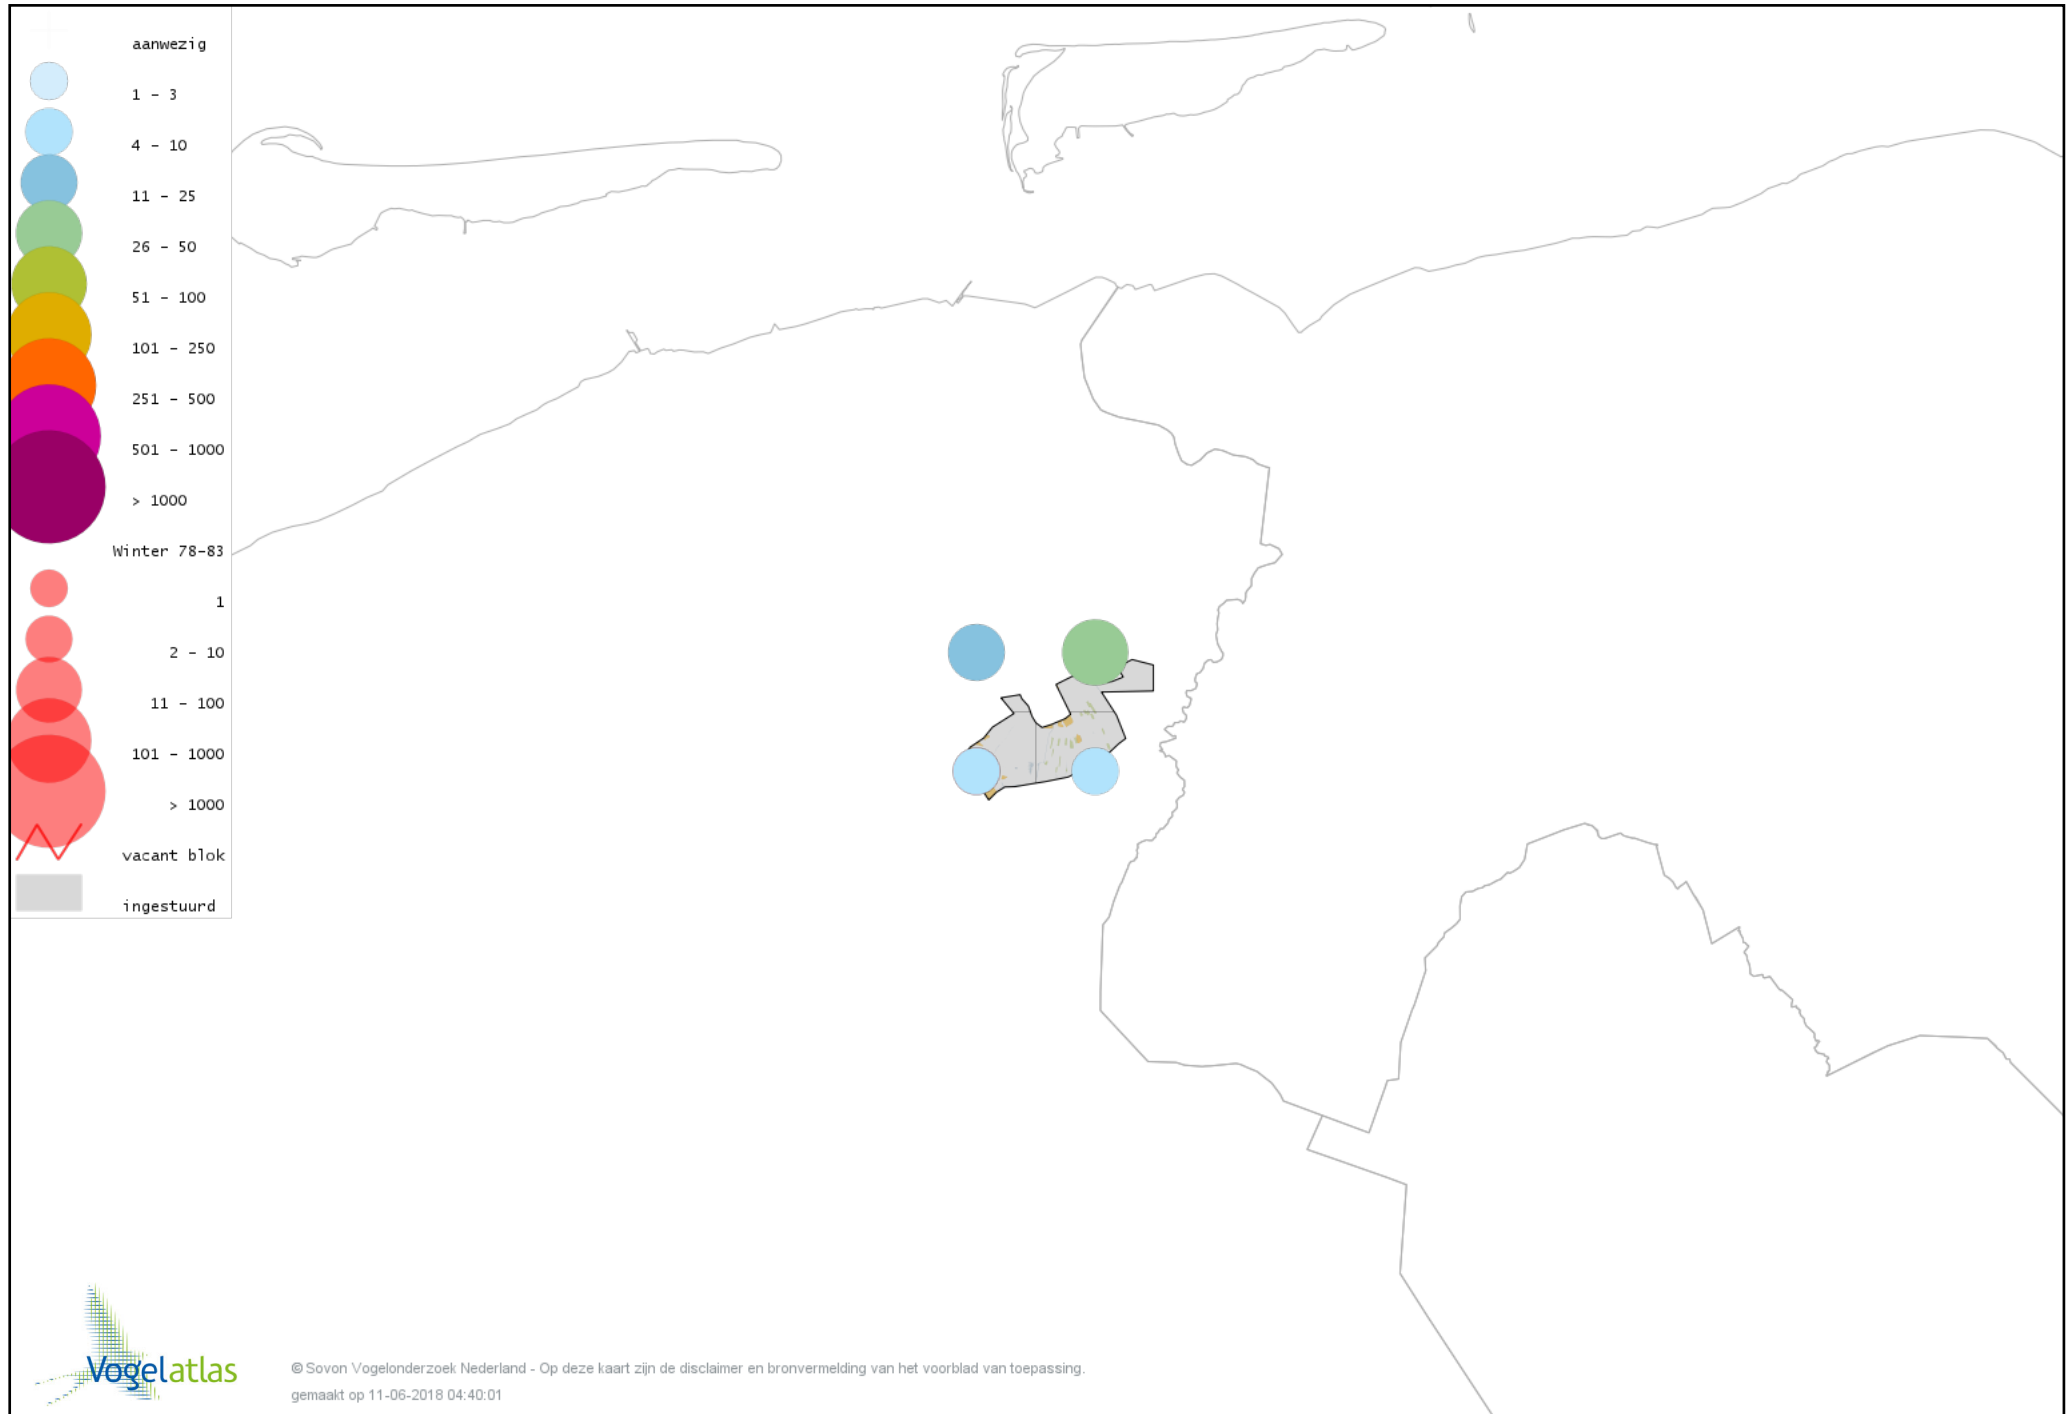 aanwezig
1 - 3
4 - 10
11 - 25
26 - 50
51 - 100
101 - 250
251 - 500
501 - 1000
> 1000
Winter 78-83
1
2 - 10
11 - 100
101 - 1000
> 1000
vacant blok
ingestuurd
Vogelatlas
© Sovon Vogelonderzoek Nederland - Op deze kaart zijn de disclaimer en bronvermelding van het voorblad van toepassing.
gemaakt op 11-06-2018 04:40:01